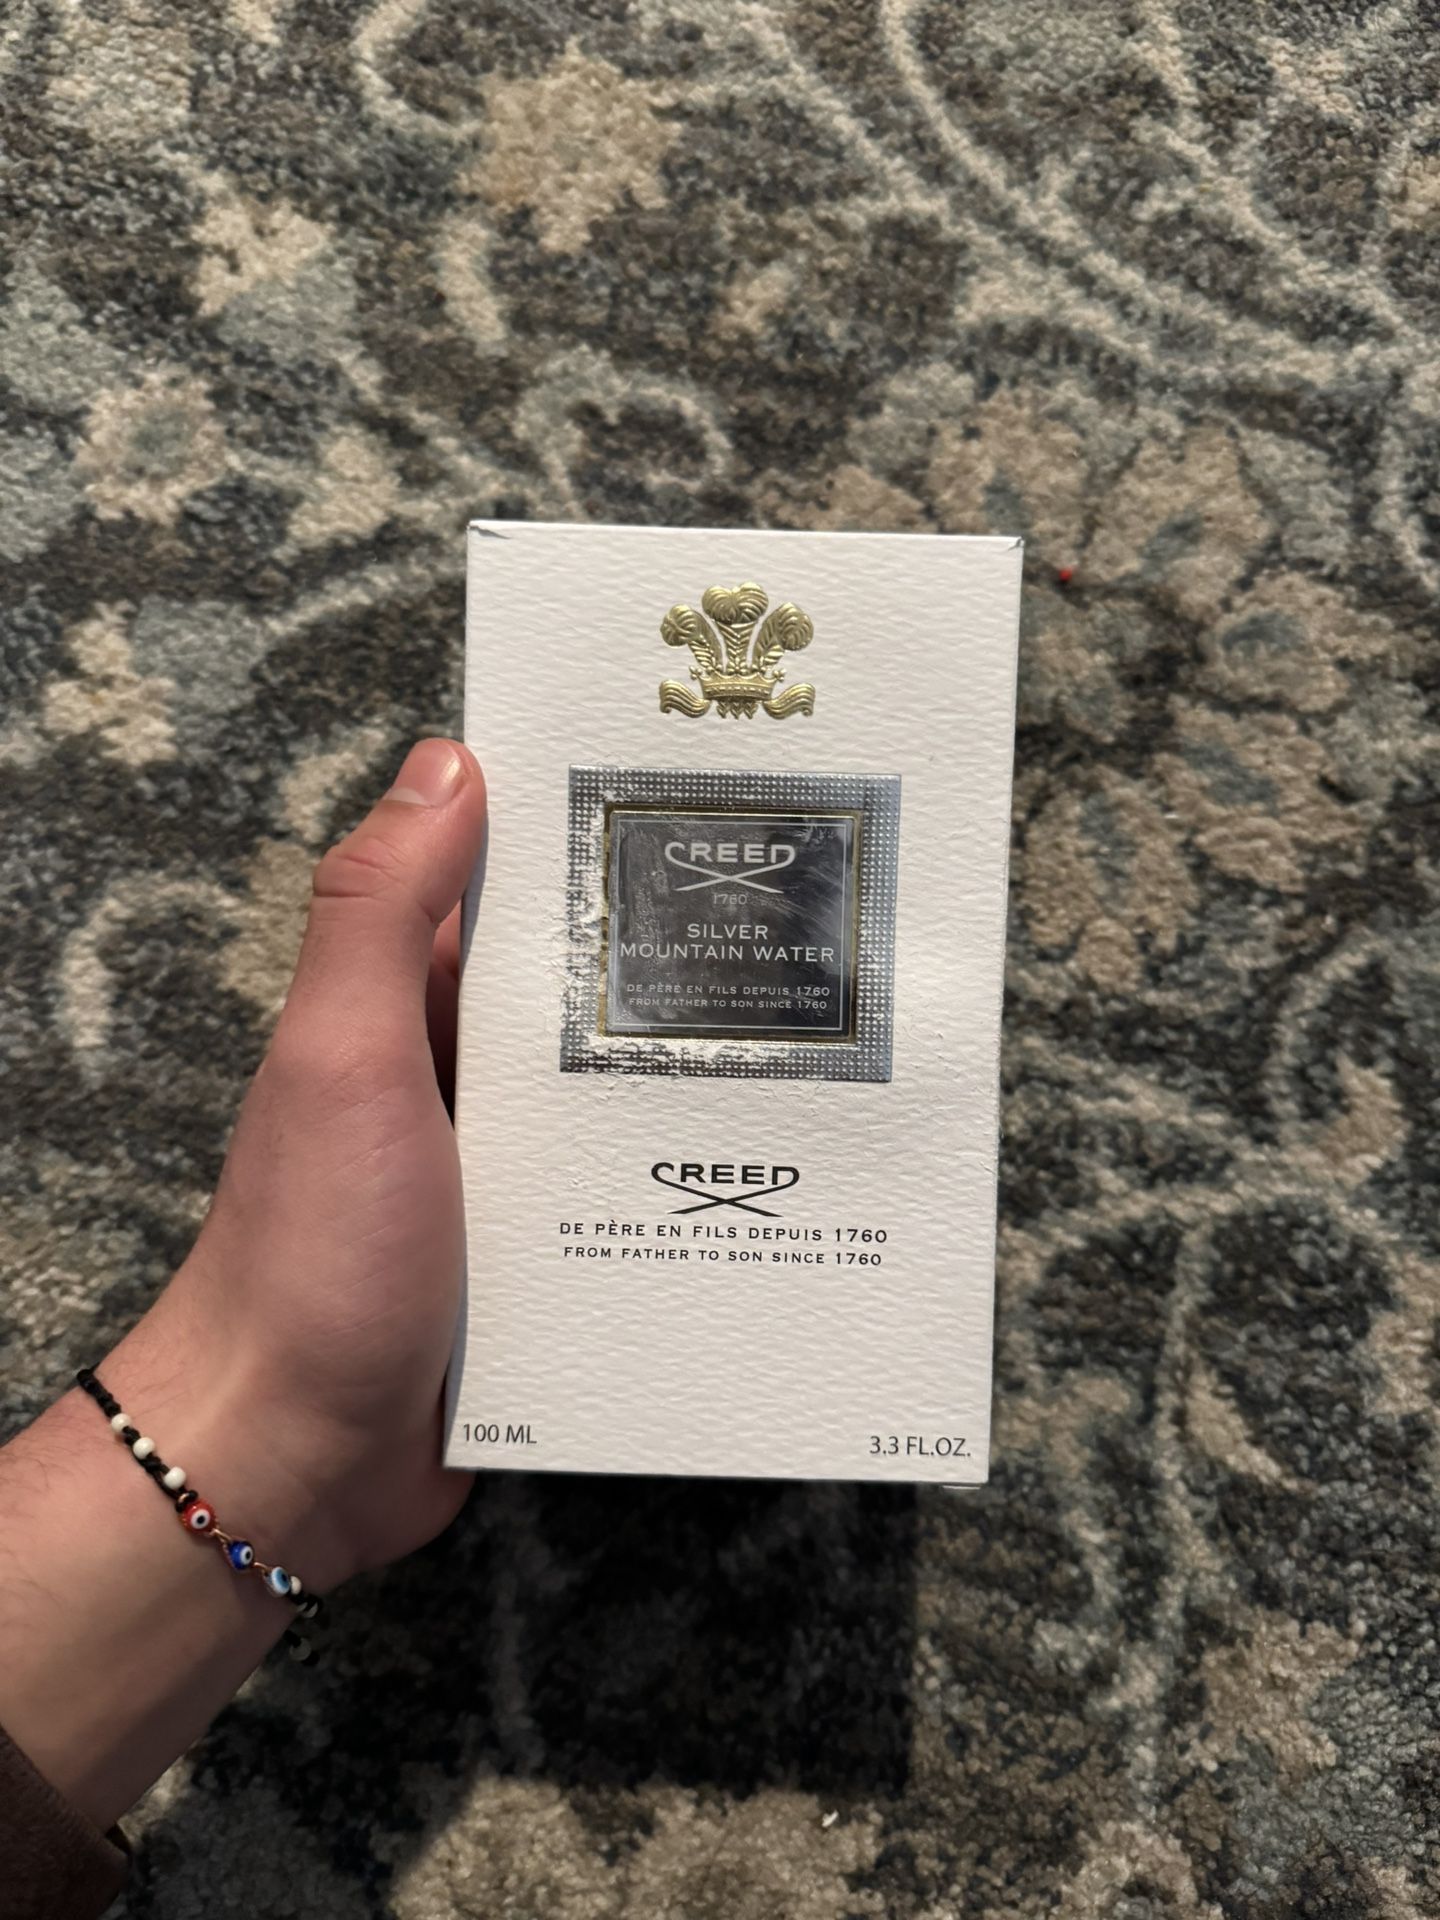 CREED
1760
SILVER
MOUNTAIN WATER
DE PÈRE EN FILS DEPUIS 1760
FROM FATHER TO SON SINCE 1760
CREED
DE PÈRE EN FILS DEPUIS 1760
FROM FATHER TO SON SINCE 1760
100 ML 3.3 FL.OZ.